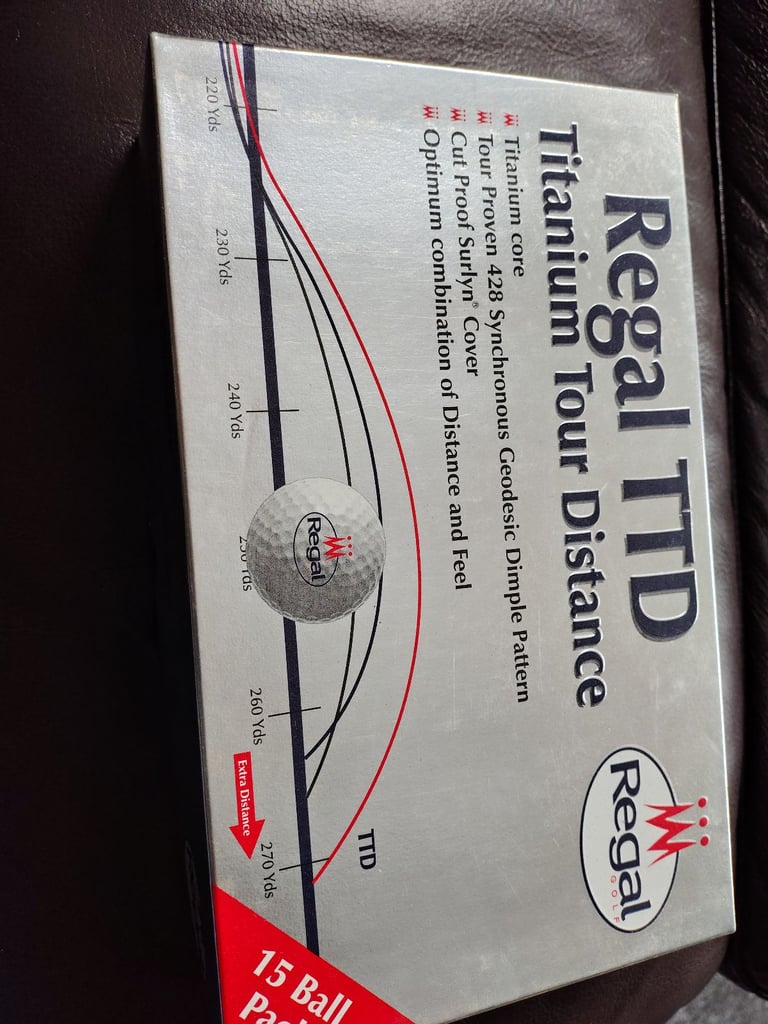 Regal TTD
Titanium Tour Distance
Titanium core
Tour Proven 428 Synchronous Geodesic Dimple Pattern
Cut Proof Surlyn® Cover
Optimum combination of Distance and Feel
Regal
GOLF
TTD
Regal
220 Yds
230 Yds
240 Yds
250 Yds
260 Yds
270 Yds
Extra Distance
15 Ball